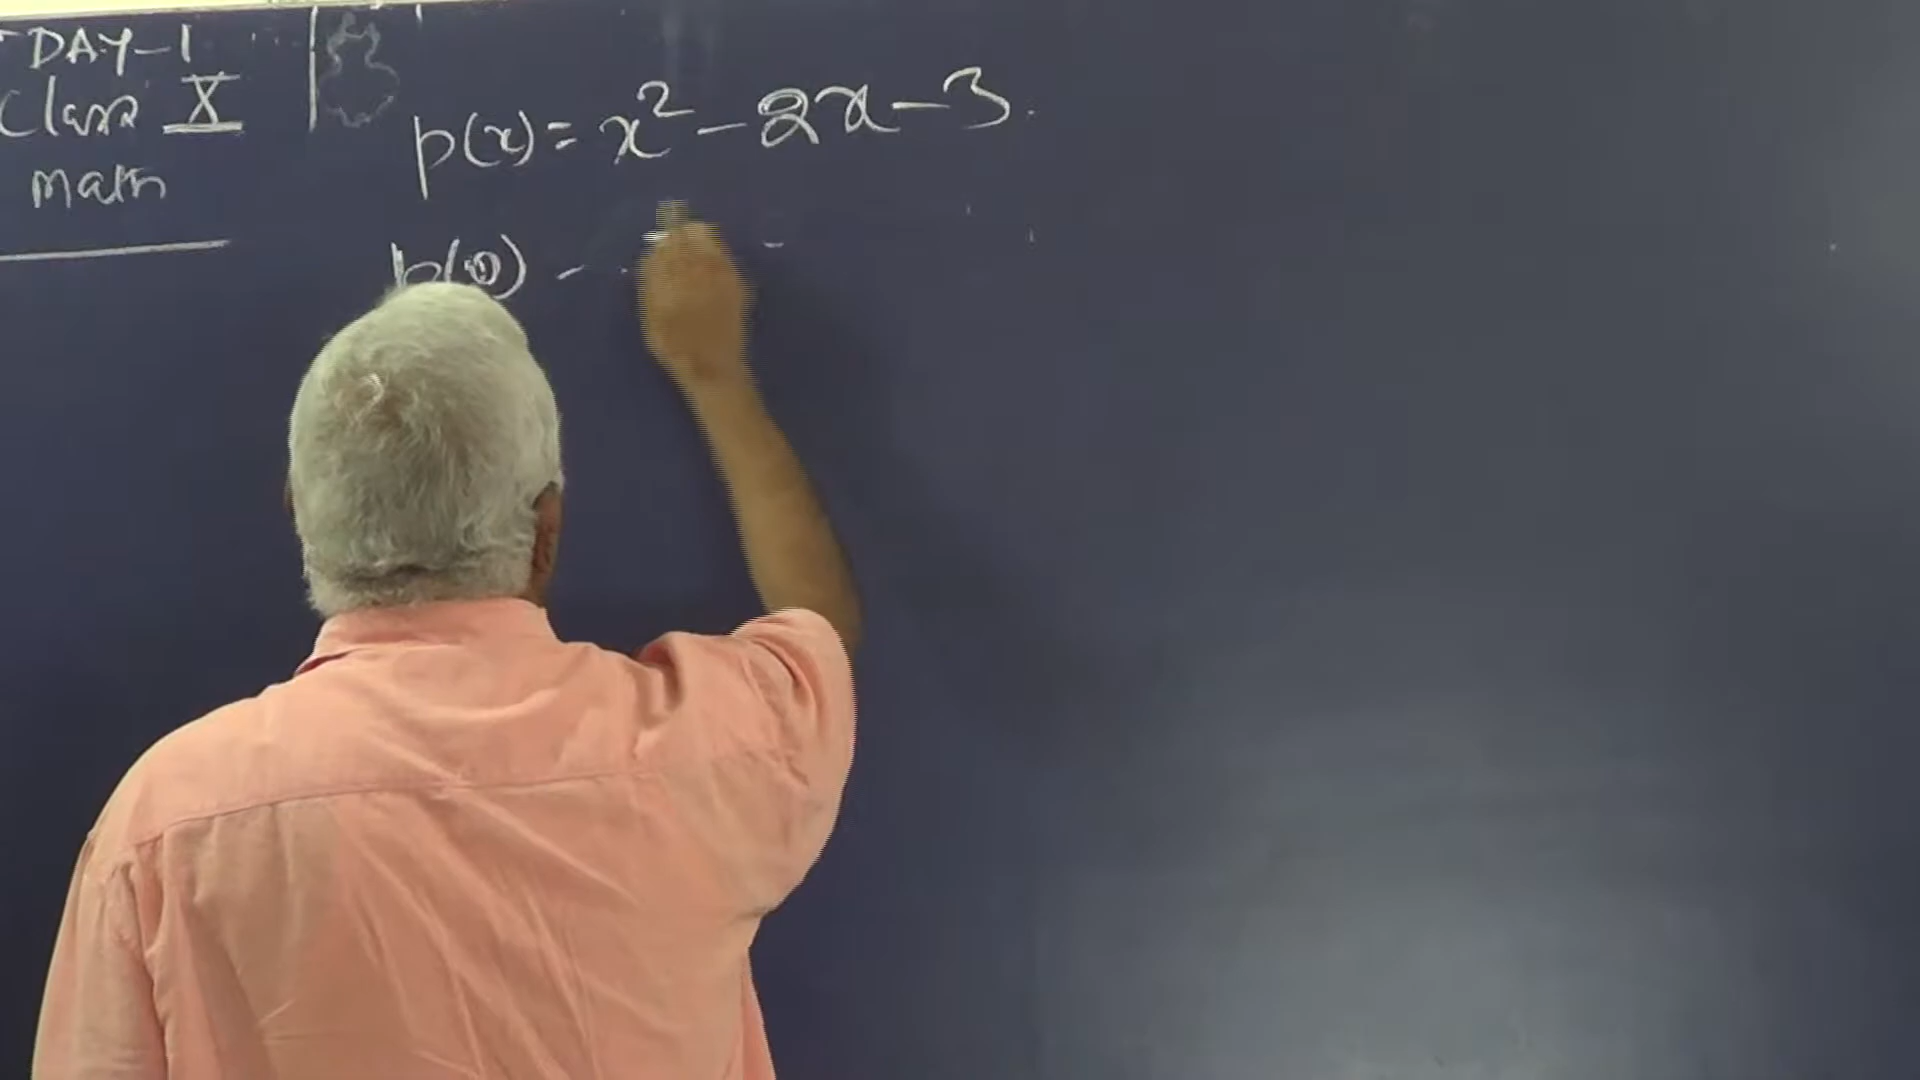 DAY-1
Class X
Math
p(x) = x² - 2x - 3
p(0)